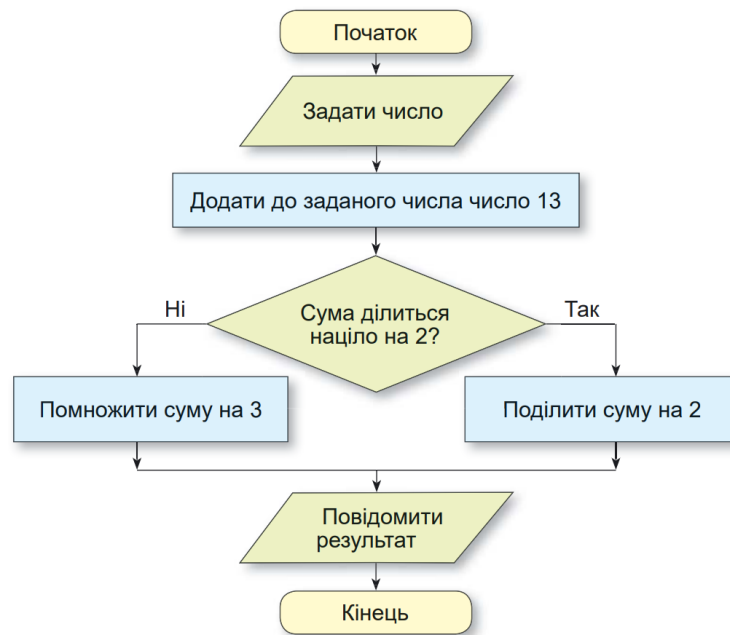 Початок
Задати число
Додати до заданого числа число 13
Сума ділиться
націло на 2?
Ні
Так
Помножити суму на 3
Поділити суму на 2
Повідомити
результат
Кінець